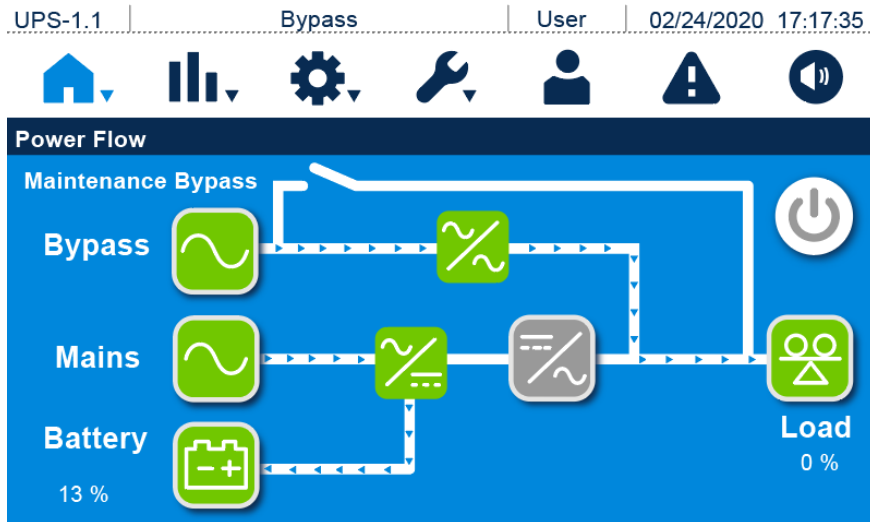 UPS-1.1 Bypass User 02/24/2020 17:17:35
Power Flow
Maintenance Bypass
Bypass
Mains
Battery
13 %
Load
0 %